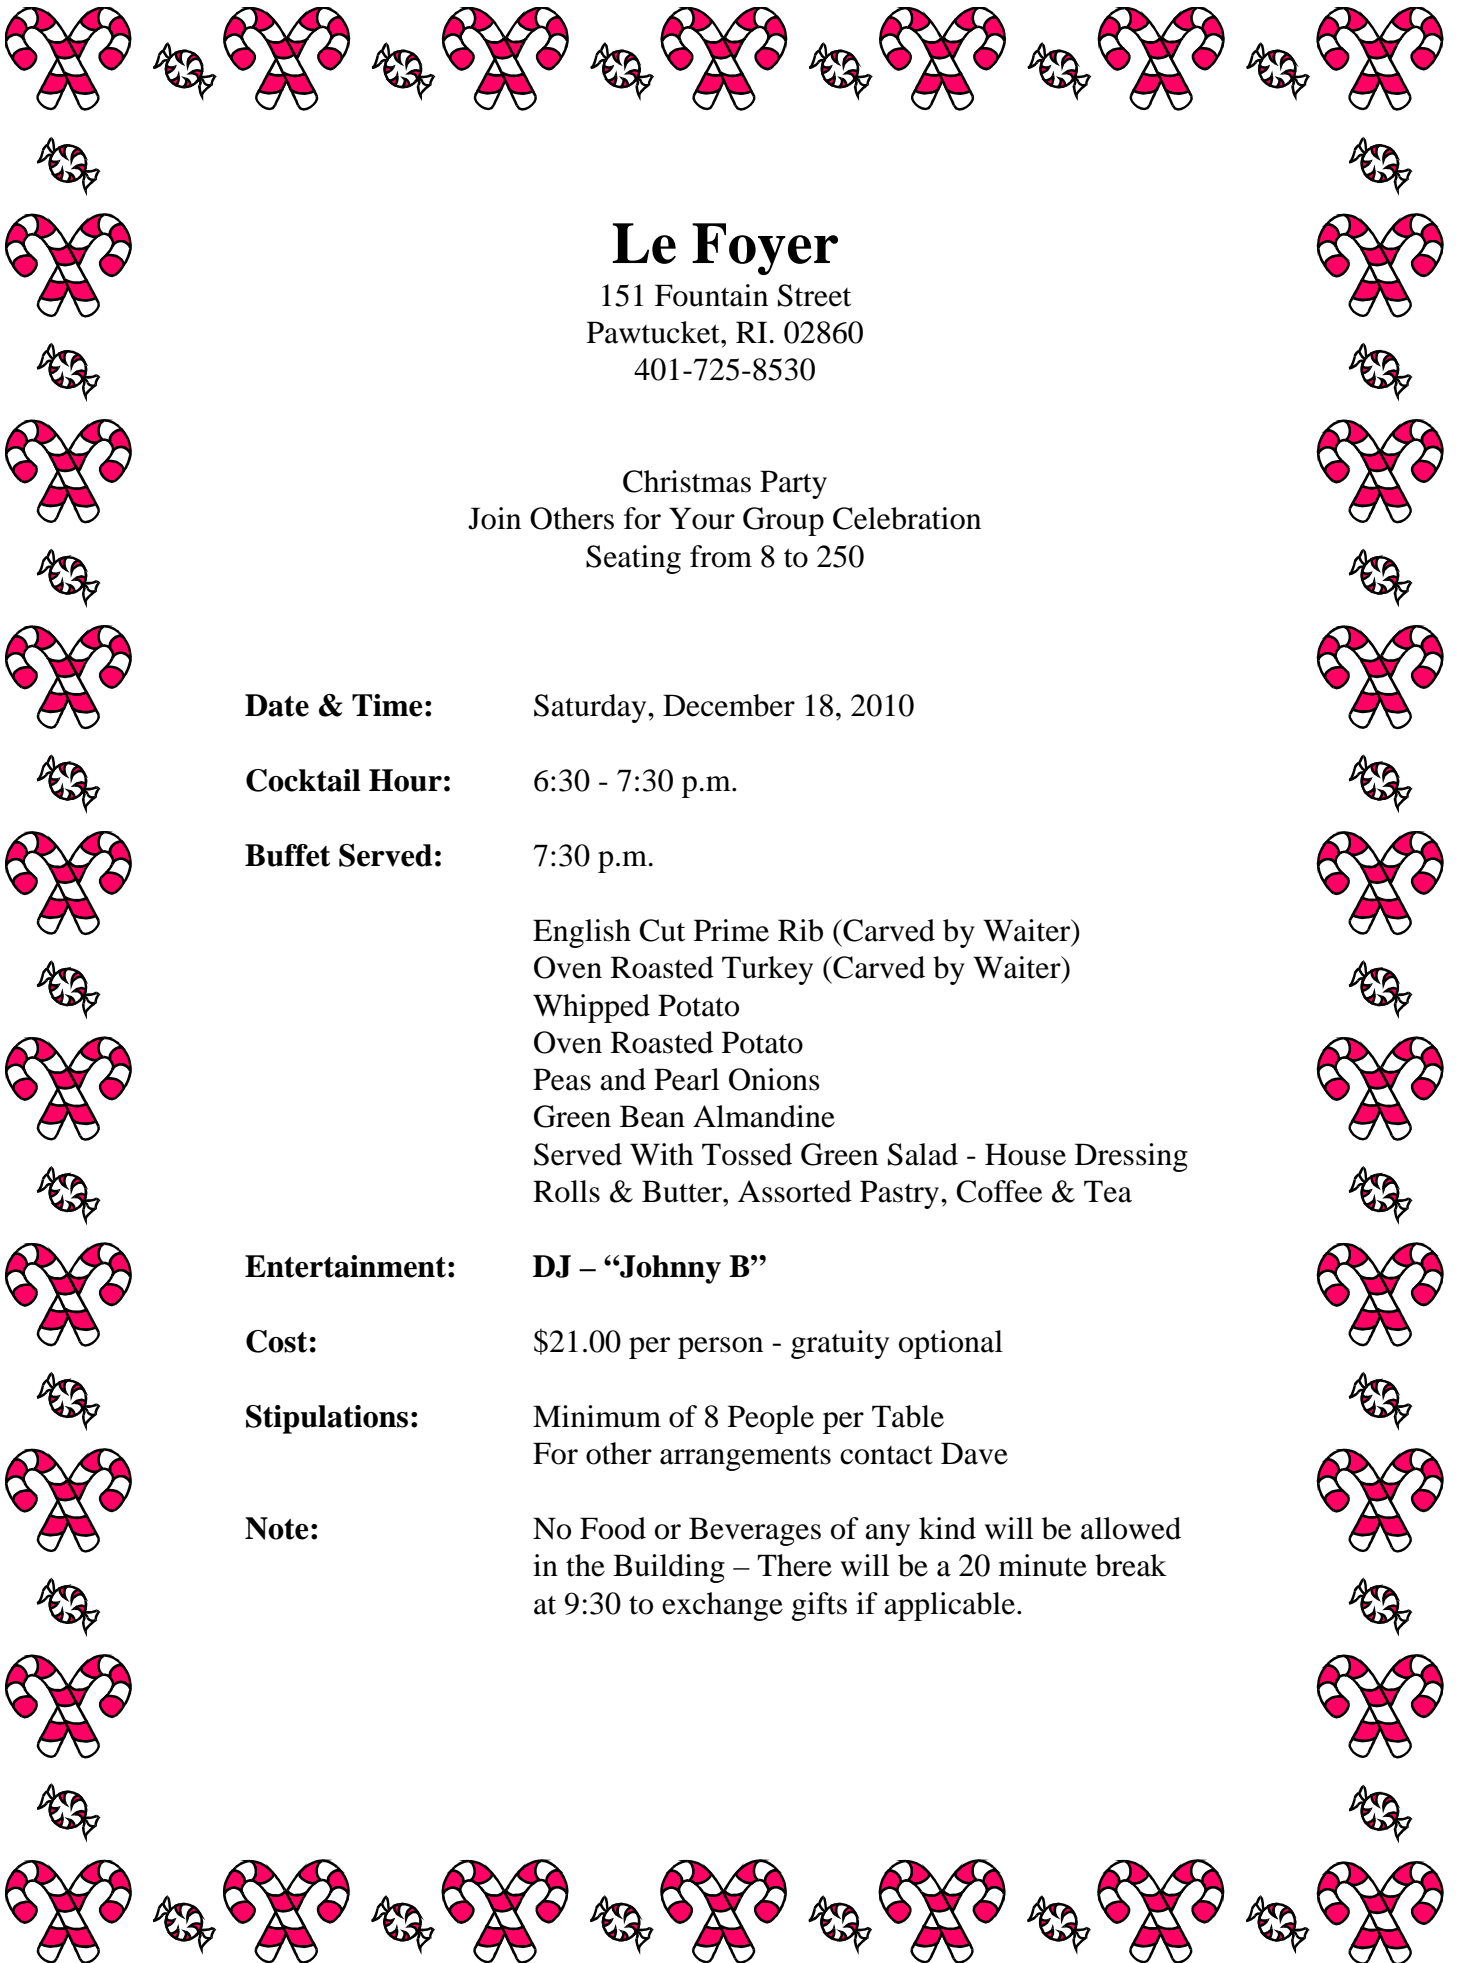 Le Foyer
151 Fountain Street
Pawtucket, RI. 02860
401-725-8530
Christmas Party
Join Others for Your Group Celebration
Seating from 8 to 250
Date & Time: Saturday, December 18, 2010
Cocktail Hour: 6:30 - 7:30 p.m.
Buffet Served: 7:30 p.m.
English Cut Prime Rib (Carved by Waiter)
Oven Roasted Turkey (Carved by Waiter)
Whipped Potato
Oven Roasted Potato
Peas and Pearl Onions
Green Bean Almandine
Served With Tossed Green Salad - House Dressing
Rolls & Butter, Assorted Pastry, Coffee & Tea
Entertainment: DJ – “Johnny B”
Cost: $21.00 per person - gratuity optional
Stipulations: Minimum of 8 People per Table
For other arrangements contact Dave
Note: No Food or Beverages of any kind will be allowed
in the Building – There will be a 20 minute break
at 9:30 to exchange gifts if applicable.